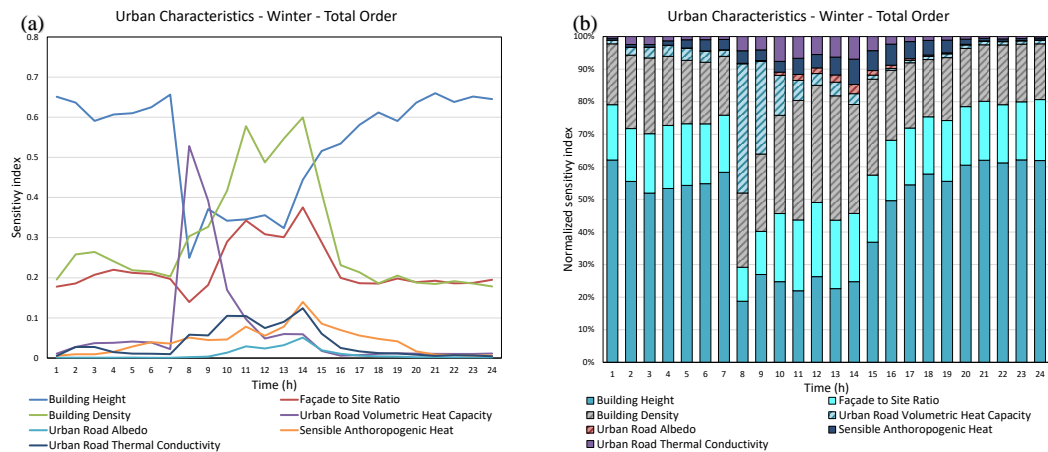 (a)
Urban Characteristics - Winter - Total Order
0.8
0.7
0.6
0.5
0.4
0.3
0.2
0.1
0
Sensitivy index
1 2 3 4 5 6 7 8 9 10 11 12 13 14 15 16 17 18 19 20 21 22 23 24
Time (h)
Building Height
Façade to Site Ratio
Building Density
Urban Road Volumetric Heat Capacity
Urban Road Albedo
Sensible Anthoropogenic Heat
Urban Road Thermal Conductivity
(b)
Urban Characteristics - Winter - Total Order
100%
90%
80%
70%
60%
50%
40%
30%
20%
10%
0%
Normalized sensitivy index
1 2 3 4 5 6 7 8 9 10 11 12 13 14 15 16 17 18 19 20 21 22 23 24
Time (h)
Building Height
Façade to Site Ratio
Building Density
Urban Road Volumetric Heat Capacity
Urban Road Albedo
Sensible Anthoropogenic Heat
Urban Road Thermal Conductivity